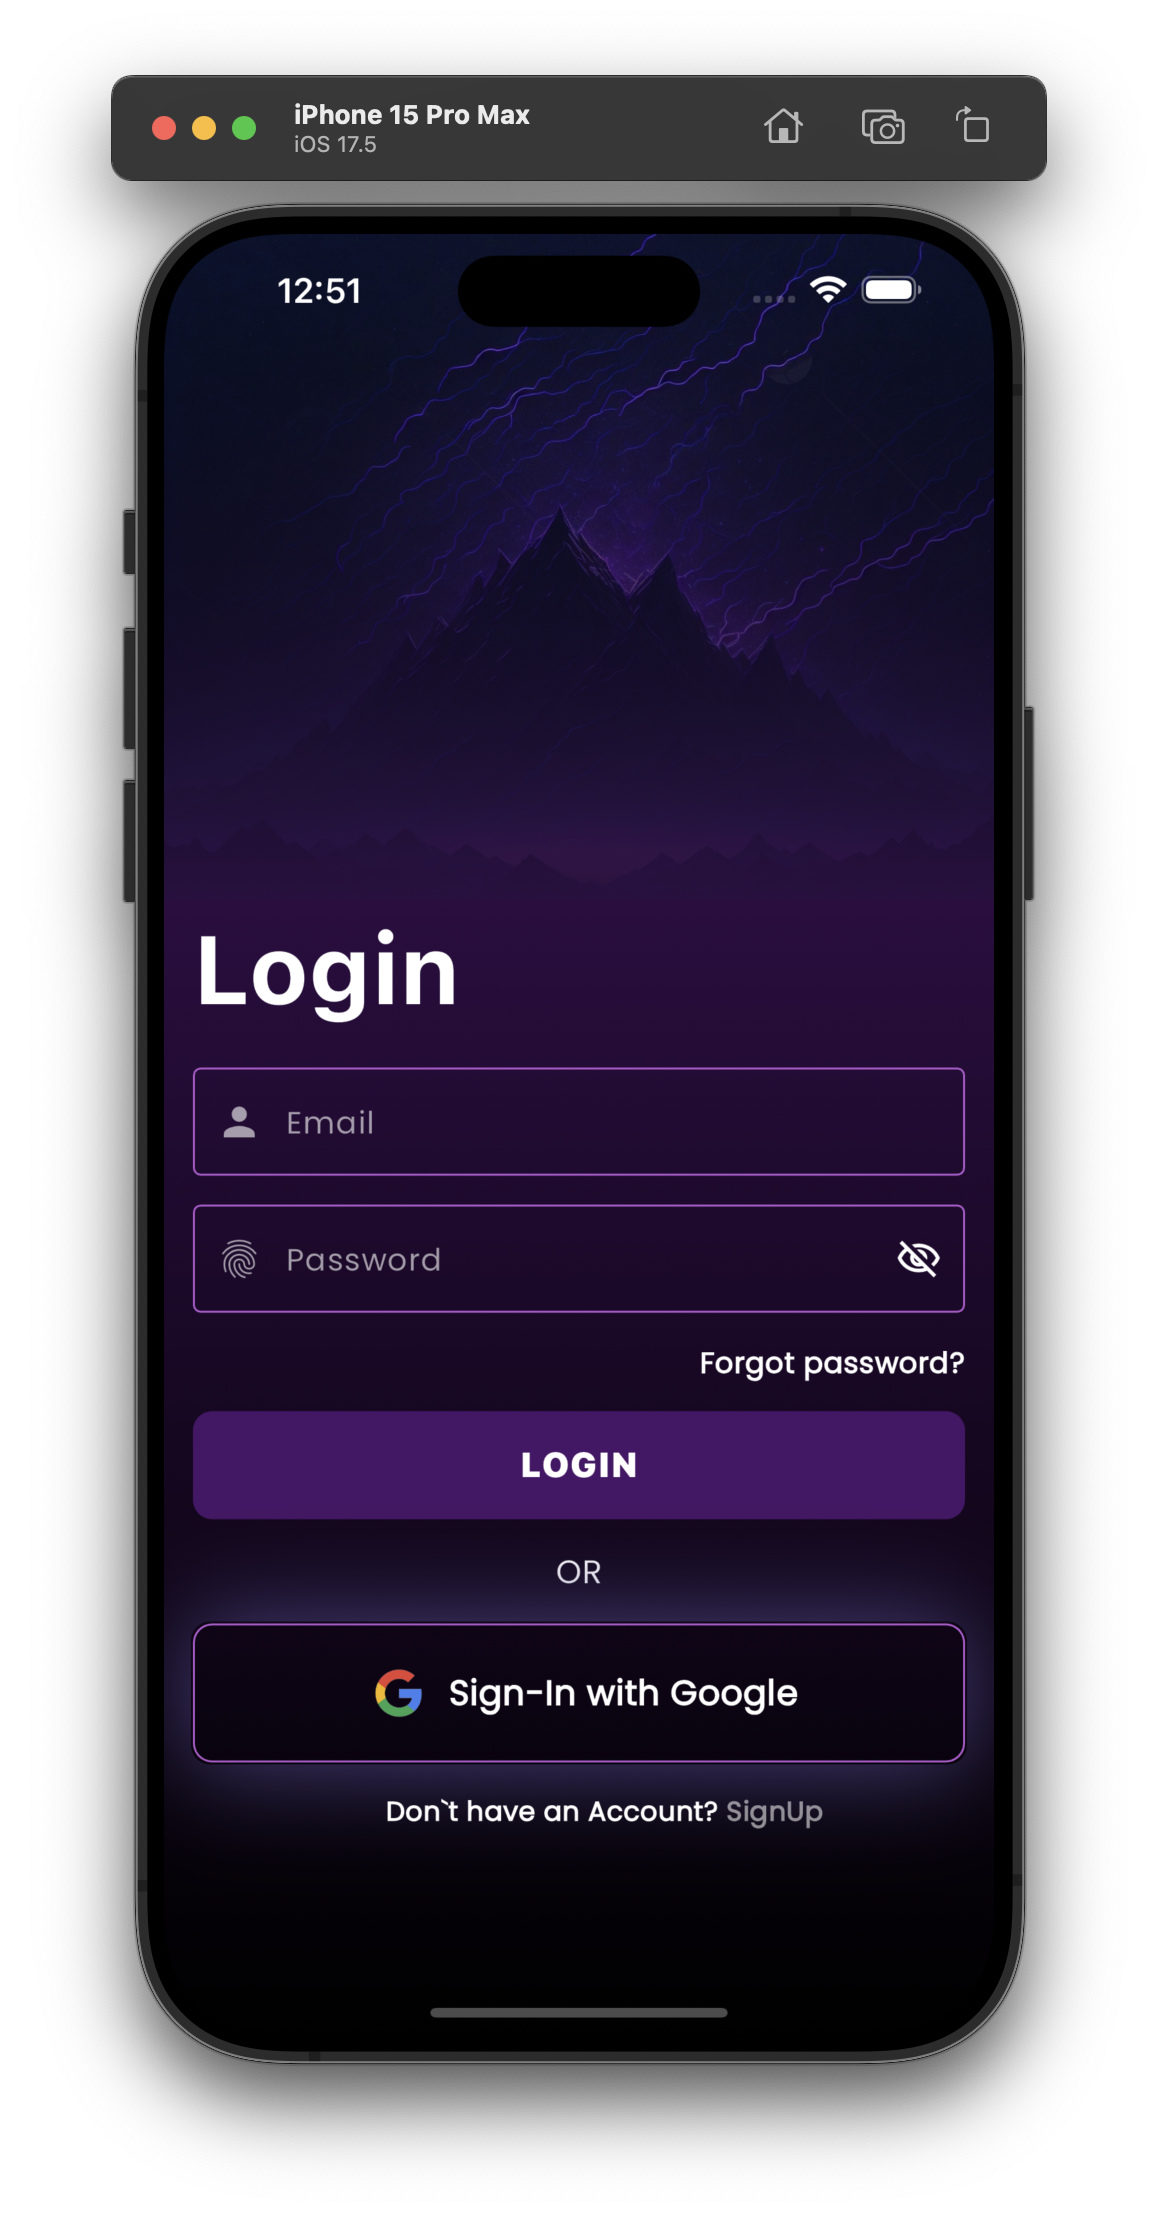 iPhone 15 Pro Max
iOS 17.5
12:51
Login
Email
Password
Forgot password?
LOGIN
OR
Sign-In with Google
Don`t have an Account? SignUp